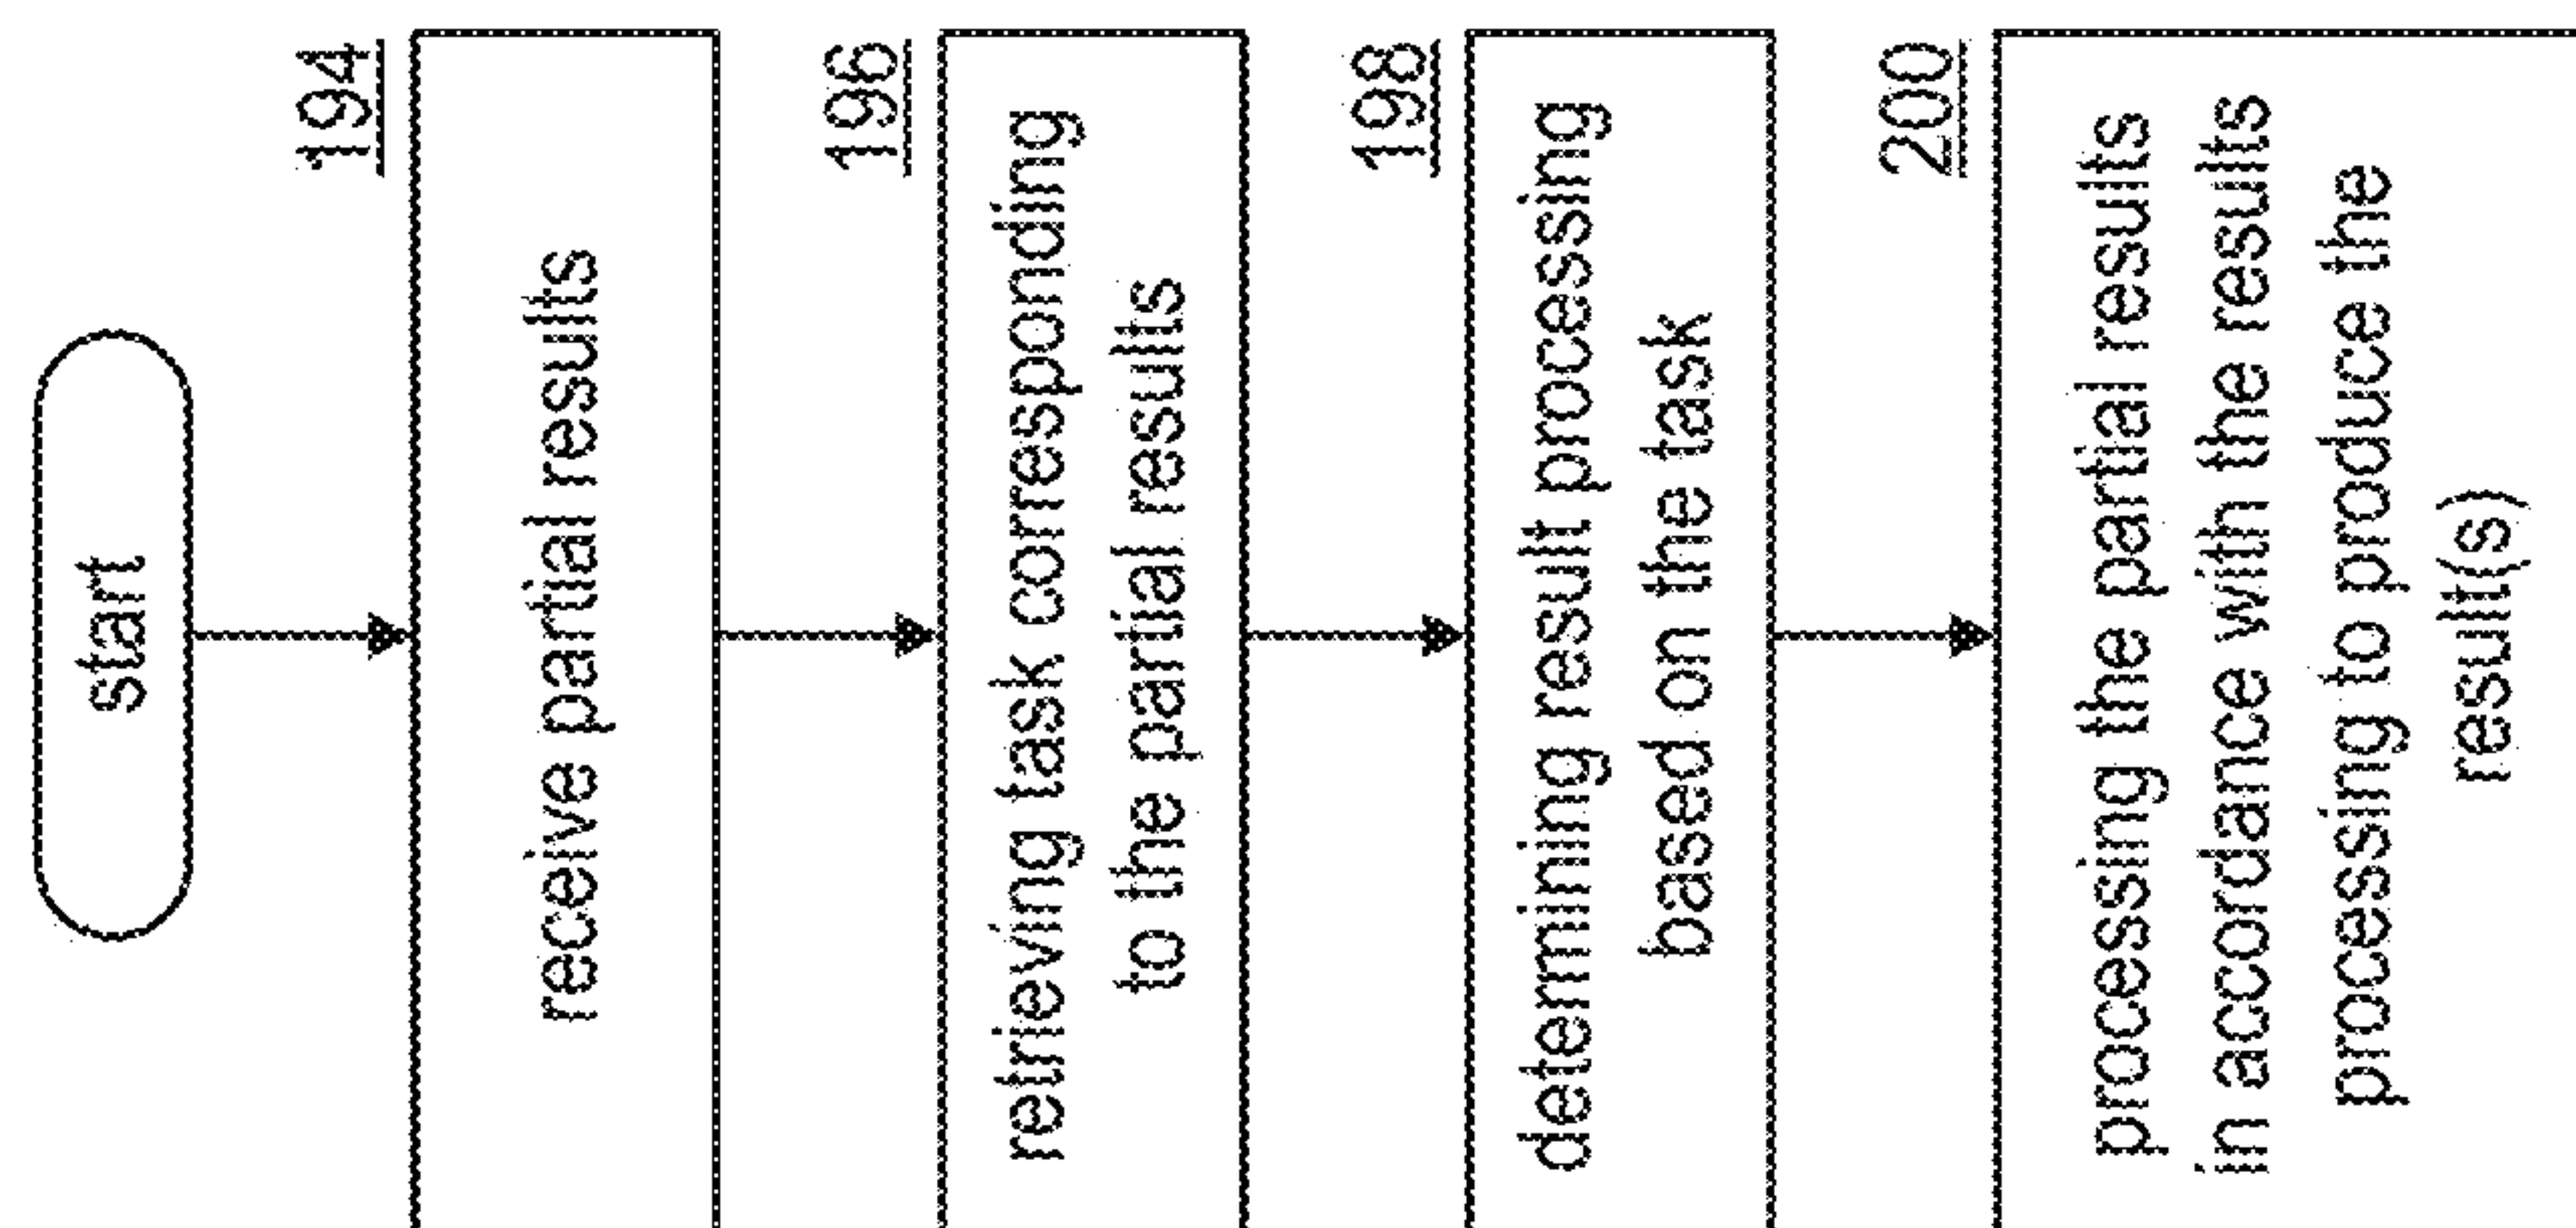 start
194
receive partial results
196
retrieving task corresponding
to the partial results
198
determining result processing
based on the task
200
processing the partial results
in accordance with the results
processing to produce the
result(s)